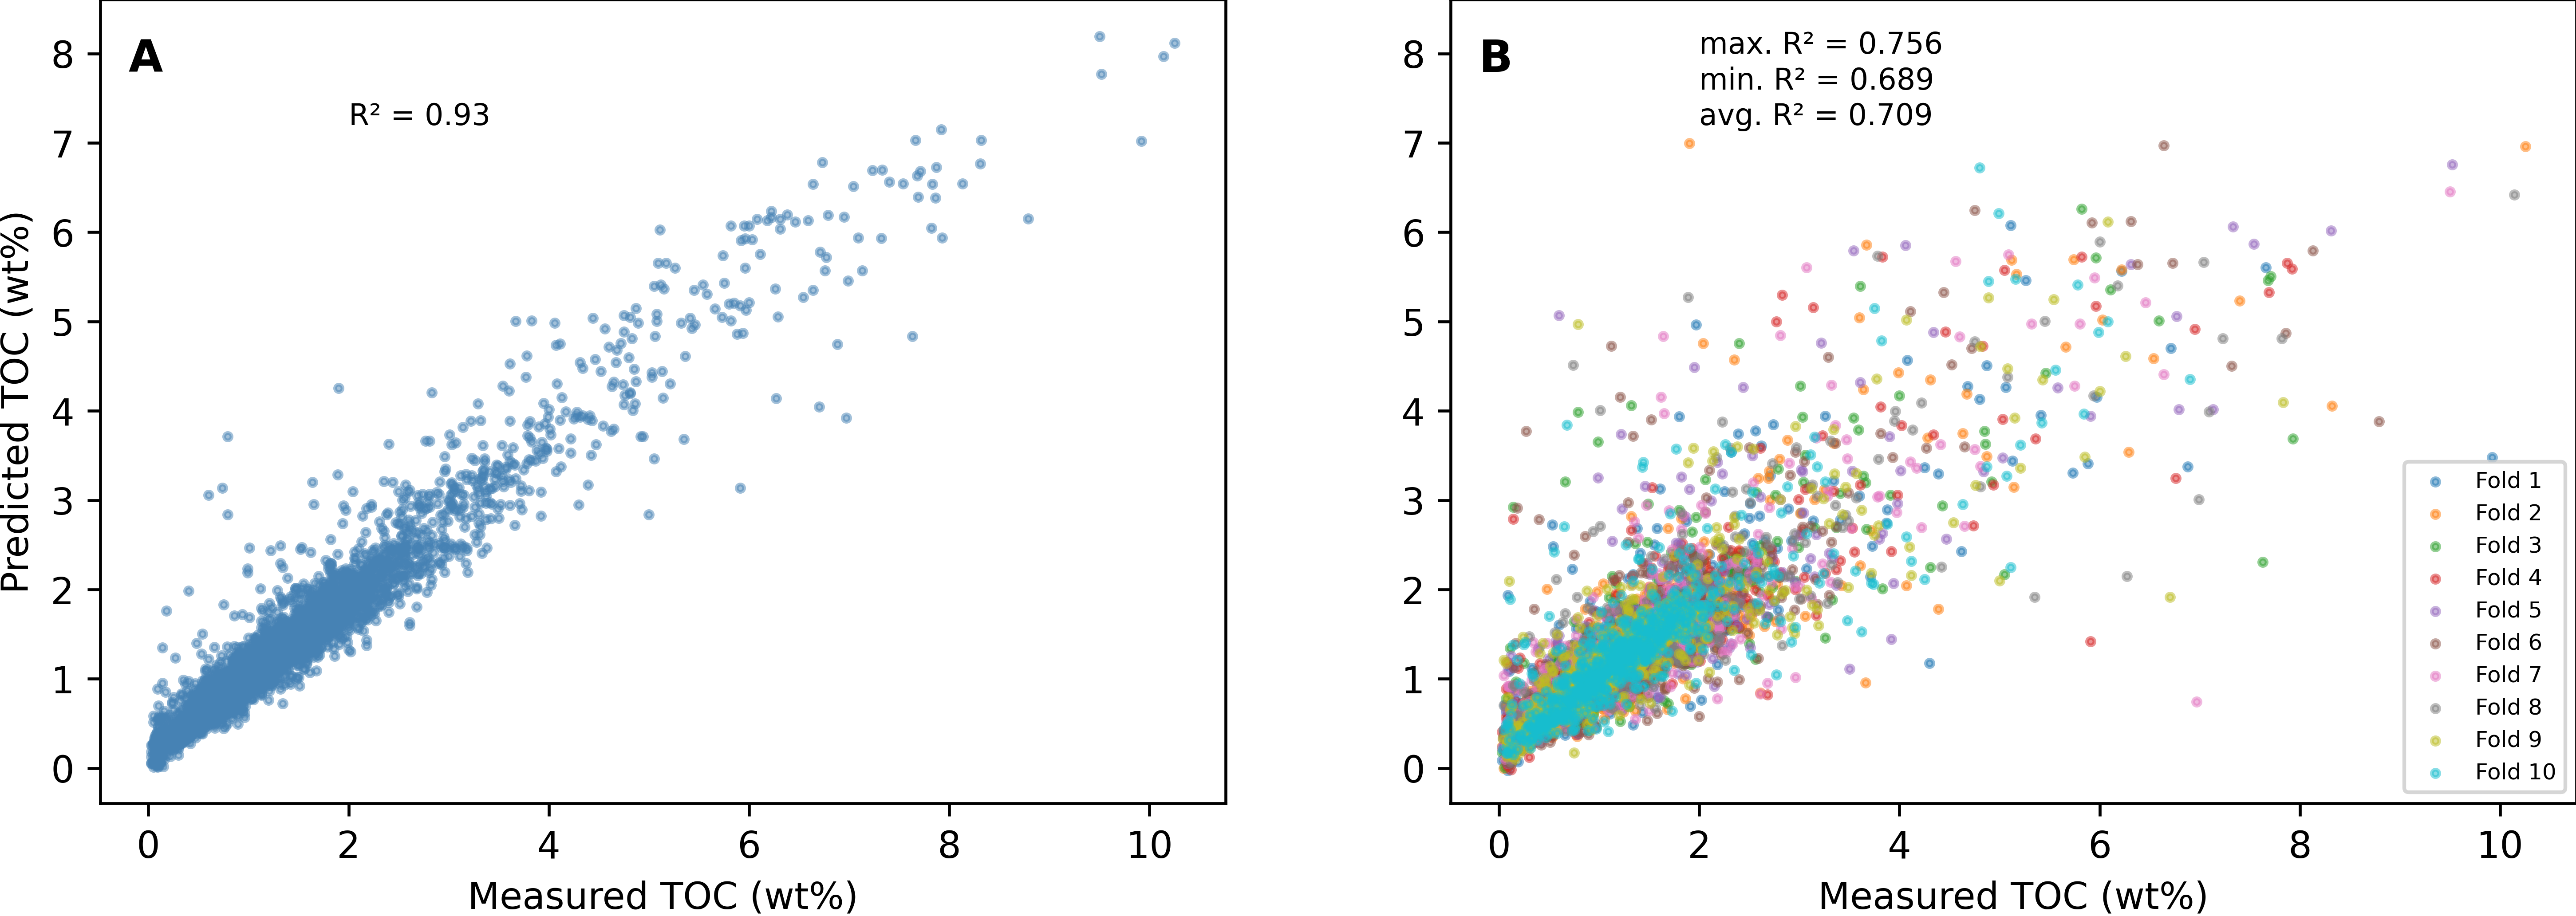 A
R² = 0.93
Predicted TOC (wt%)
8
7
6
5
4
3
2
1
0
0 2 4 6 8 10
Measured TOC (wt%)
B
max. R² = 0.756
min. R² = 0.689
avg. R² = 0.709
8
7
6
5
4
3
2
1
0
Fold 1
Fold 2
Fold 3
Fold 4
Fold 5
Fold 6
Fold 7
Fold 8
Fold 9
Fold 10
0 2 4 6 8 10
Measured TOC (wt%)